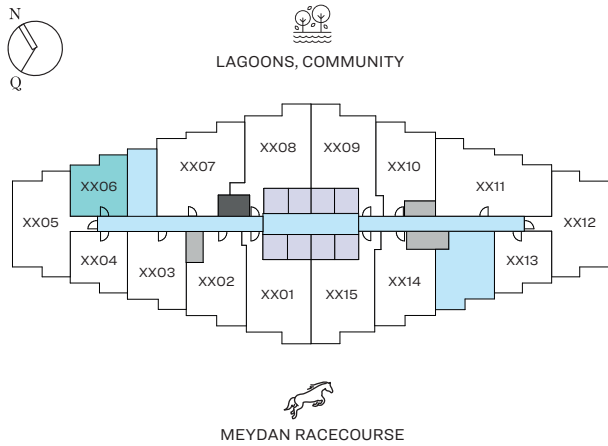 N
Q
LAGOONS, COMMUNITY
XX08
XX09
XX07
XX10
XX06
XX11
XX05
XX12
XX04
XX03
XX02
XX01
XX15
XX14
XX13
MEYDAN RACECOURSE